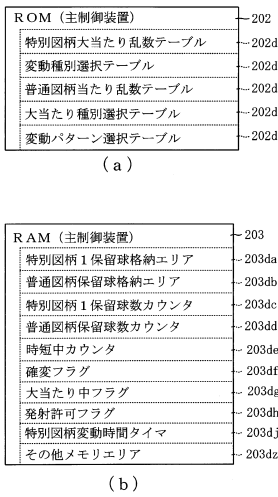 ROM（主制御装置） 202
特別図柄大当たり乱数テーブル 202d
変動種別選択テーブル 202d
普通図柄当たり乱数テーブル 202d
大当たり種別選択テーブル 202d
変動パターン選択テーブル 202d
(a)
RAM（主制御装置） 203
特別図柄1保留球格納エリア 203da
普通図柄保留球格納エリア 203db
特別図柄1保留球数カウンタ 203dc
普通図柄保留球数カウンタ 203dd
時短中カウンタ 203de
確変フラグ 203df
大当たり中フラグ 203dg
発射許可フラグ 203dh
特別図柄変動時間タイマ 203dj
その他メモリエリア 203dz
(b)